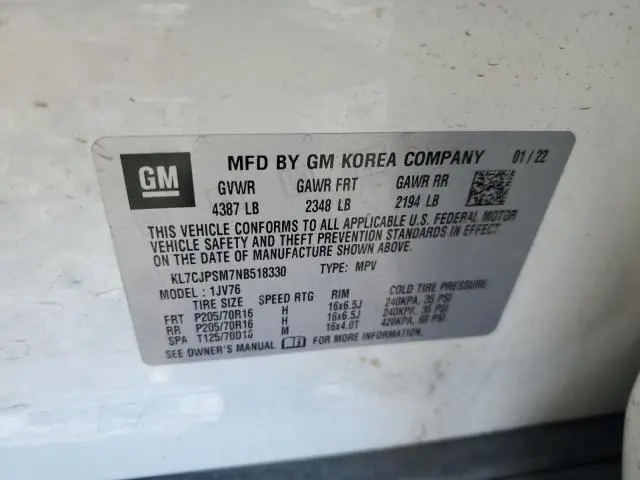 GM
MFD BY GM KOREA COMPANY 01/22
GVWR GAWR FRT GAWR RR
4387 LB 2348 LB 2194 LB
THIS VEHICLE CONFORMS TO ALL APPLICABLE U.S. FEDERAL MOTOR
VEHICLE SAFETY AND THEFT PREVENTION STANDARDS IN EFFECT
ON THE DATE OF MANUFACTURE SHOWN ABOVE.
KL7CJPSM7NB518330 TYPE: MPV
MODEL: 1JV76
TIRE SIZE SPEED RTG RIM COLD TIRE PRESSURE
FRT P205/70R16 H 16x6.5J 240KPA, 35 PSI
RR P205/70R16 H 16x6.5J 240KPA, 35 PSI
SPA T125/70D16 M 16x4.0T 420KPA, 60 PSI
SEE OWNER'S MANUAL FOR MORE INFORMATION.